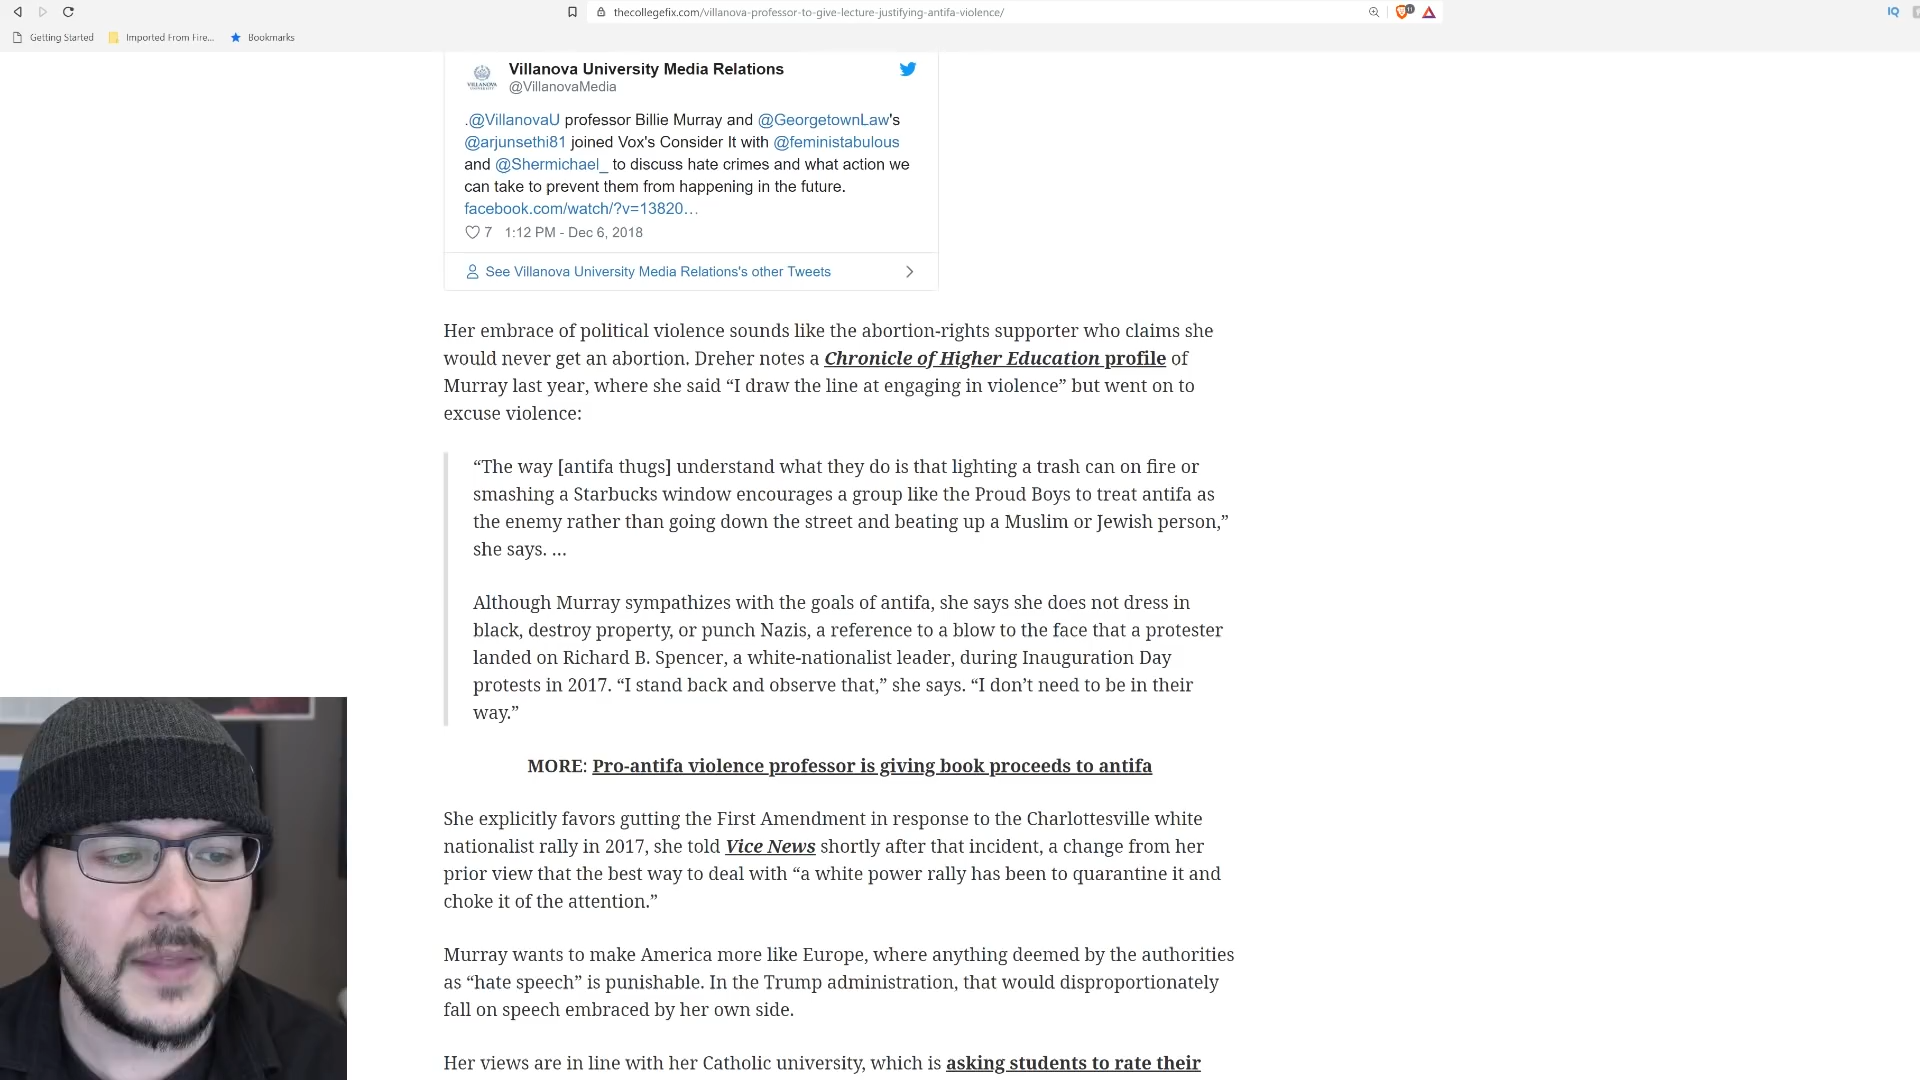 thecollegefix.com/villanova-professor-to-give-lecture-justifying-antifa-violence/
IQ
Getting Started
Imported From Fire...
Bookmarks
Villanova University Media Relations
@VillanovaMedia
.@VillanovaU professor Billie Murray and @GeorgetownLaw's
@arjunsethi81 joined Vox's Consider It with @feministabulous
and @Shermichael_ to discuss hate crimes and what action we
can take to prevent them from happening in the future.
facebook.com/watch/?v=13820…
7 1:12 PM - Dec 6, 2018
See Villanova University Media Relations's other Tweets
Her embrace of political violence sounds like the abortion-rights supporter who claims she
would never get an abortion. Dreher notes a Chronicle of Higher Education profile of
Murray last year, where she said “I draw the line at engaging in violence” but went on to
excuse violence:
“The way [antifa thugs] understand what they do is that lighting a trash can on fire or
smashing a Starbucks window encourages a group like the Proud Boys to treat antifa as
the enemy rather than going down the street and beating up a Muslim or Jewish person,”
she says. …
Although Murray sympathizes with the goals of antifa, she says she does not dress in
black, destroy property, or punch Nazis, a reference to a blow to the face that a protester
landed on Richard B. Spencer, a white-nationalist leader, during Inauguration Day
protests in 2017. “I stand back and observe that,” she says. “I don’t need to be in their
way.”
MORE: Pro-antifa violence professor is giving book proceeds to antifa
She explicitly favors gutting the First Amendment in response to the Charlottesville white
nationalist rally in 2017, she told Vice News shortly after that incident, a change from her
prior view that the best way to deal with “a white power rally has been to quarantine it and
choke it of the attention.”
Murray wants to make America more like Europe, where anything deemed by the authorities
as “hate speech” is punishable. In the Trump administration, that would disproportionately
fall on speech embraced by her own side.
Her views are in line with her Catholic university, which is asking students to rate their